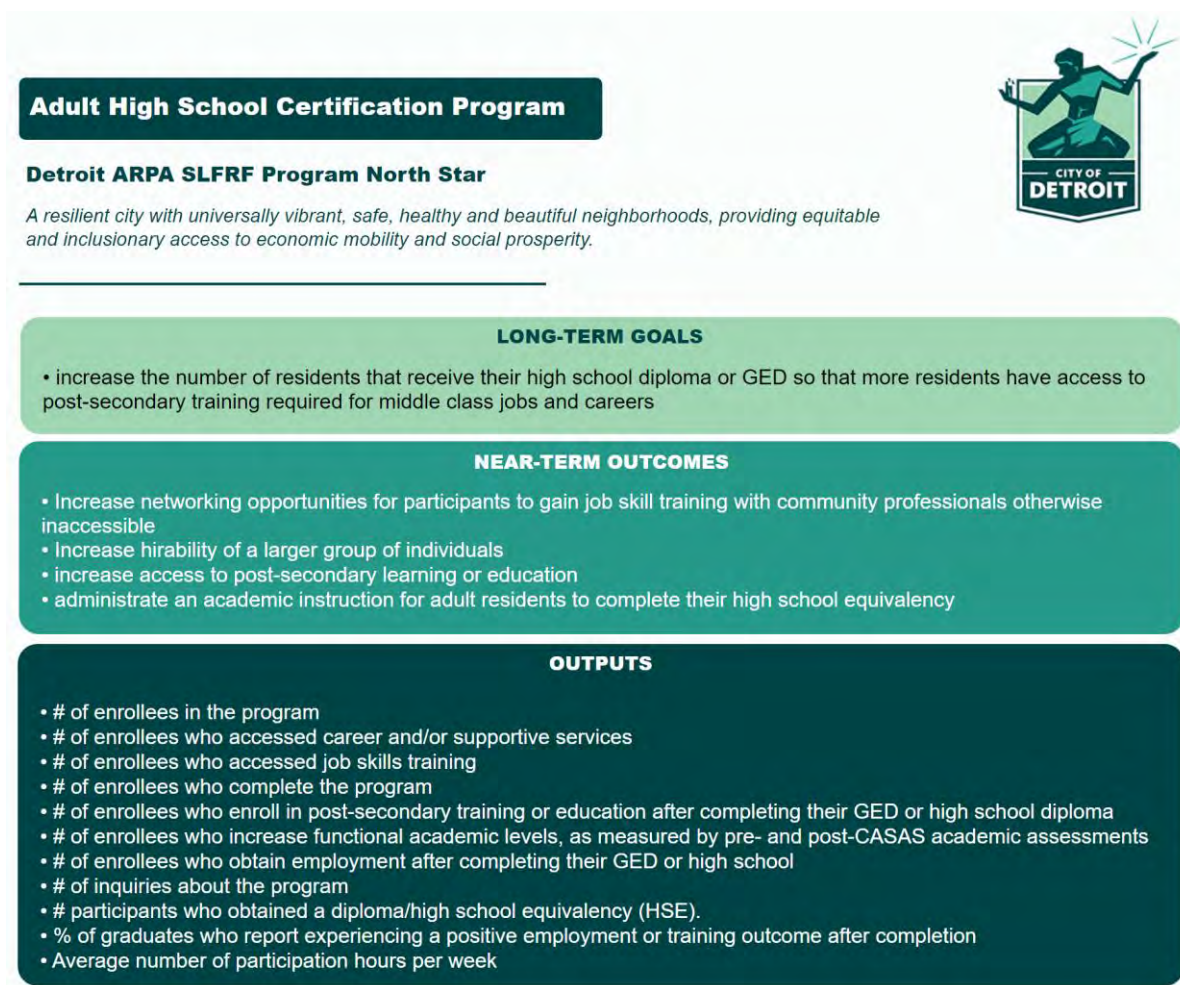 Adult High School Certification Program
CITY OF
DETROIT
Detroit ARPA SLFRF Program North Star
A resilient city with universally vibrant, safe, healthy and beautiful neighborhoods, providing equitable
and inclusionary access to economic mobility and social prosperity.
LONG-TERM GOALS
• increase the number of residents that receive their high school diploma or GED so that more residents have access to
post-secondary training required for middle class jobs and careers
NEAR-TERM OUTCOMES
• Increase networking opportunities for participants to gain job skill training with community professionals otherwise
inaccessible
• Increase hirability of a larger group of individuals
• increase access to post-secondary learning or education
• administrate an academic instruction for adult residents to complete their high school equivalency
OUTPUTS
• # of enrollees in the program
• # of enrollees who accessed career and/or supportive services
• # of enrollees who accessed job skills training
• # of enrollees who complete the program
• # of enrollees who enroll in post-secondary training or education after completing their GED or high school diploma
• # of enrollees who increase functional academic levels, as measured by pre- and post-CASAS academic assessments
• # of enrollees who obtain employment after completing their GED or high school
• # of inquiries about the program
• # participants who obtained a diploma/high school equivalency (HSE).
• % of graduates who report experiencing a positive employment or training outcome after completion
• Average number of participation hours per week